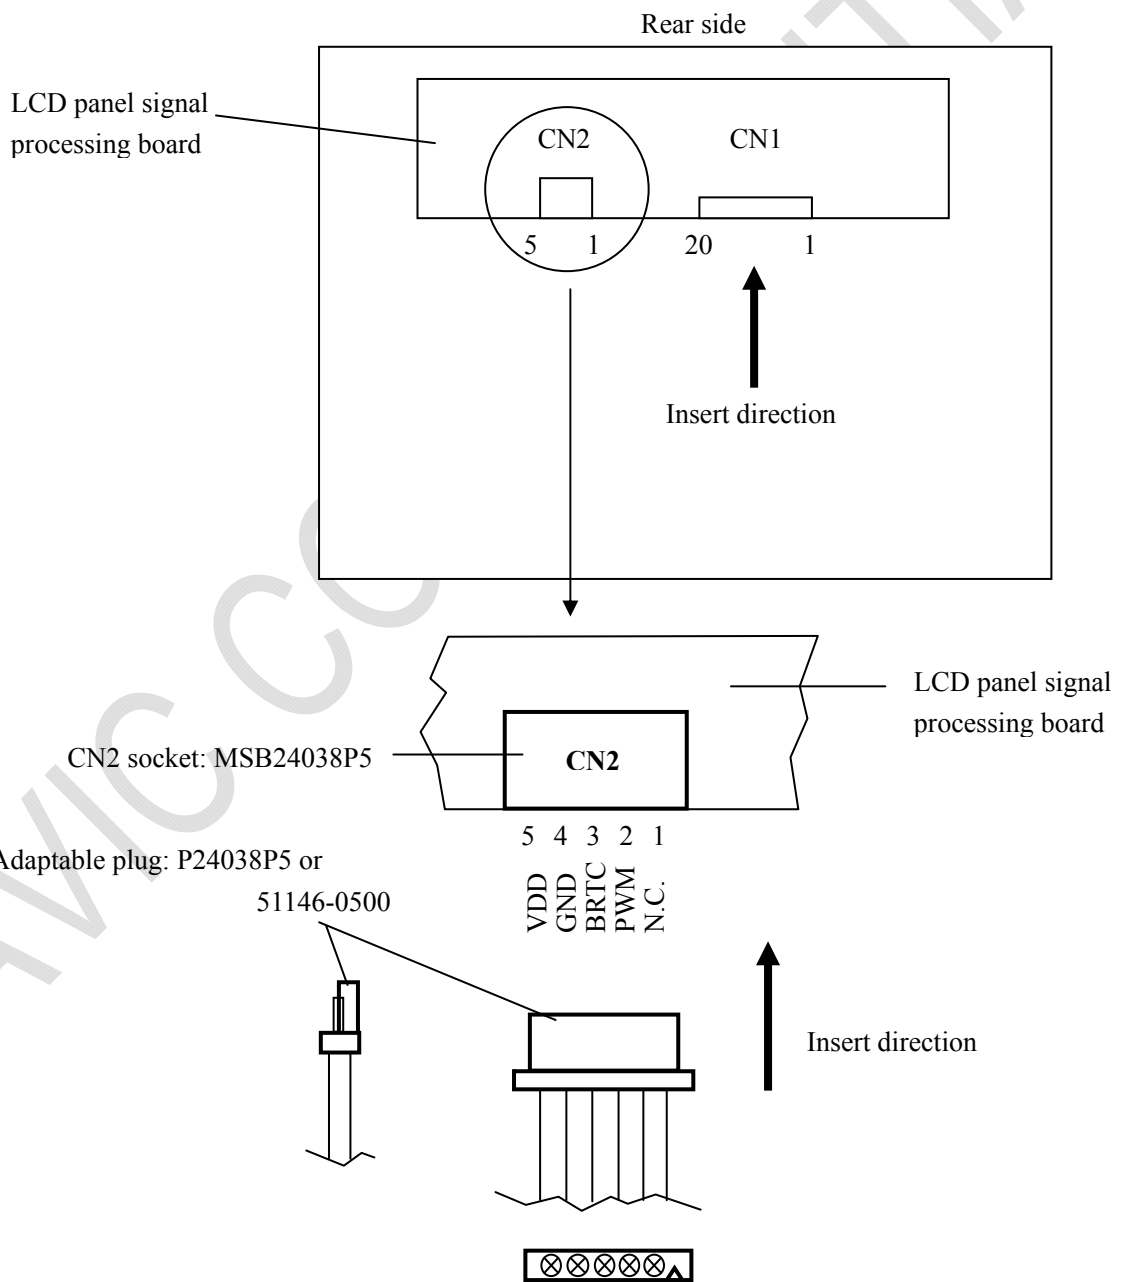 Rear side
LCD panel signal
processing board
CN2
CN1
5 1 20 1
Insert direction
LCD panel signal
processing board
CN2 socket: MSB24038P5
CN2
5 4 3 2 1
VDD
GND
BRTC
PWM
N.C.
Adaptable plug: P24038P5 or
51146-0500
Insert direction